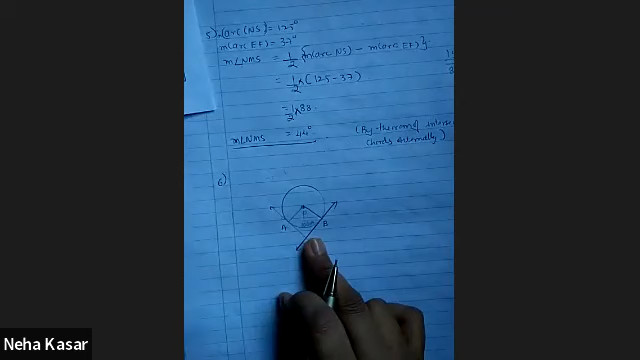 5) m(arc(NS) = 125°
m(arc EF) = 37°
m∠NMS = 1/2 {m(arc NS) - m(arc EF)}
= 1/2 x (125 - 37)
= 1/2 x 88
m∠NMS = 44° (By theorem of
chords externally)
6)
P
A B
Neha Kasar